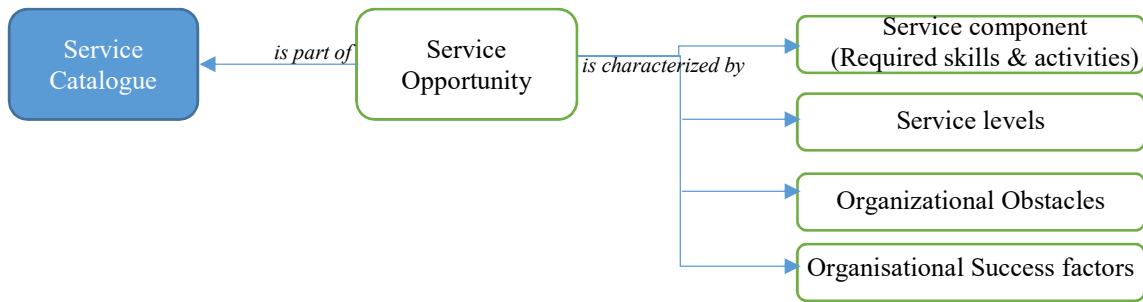 Service
Catalogue
is part of
Service
Opportunity
is characterized by
Service component
(Required skills & activities)
Service levels
Organizational Obstacles
Organisational Success factors